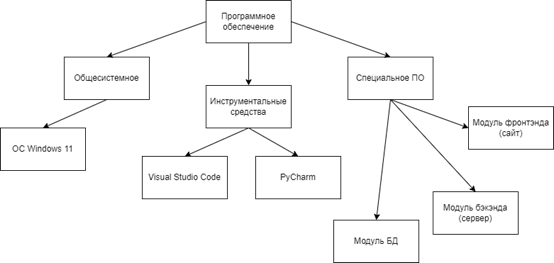 Программное
обеспечение
Общесистемное
Специальное ПО
Инструментальные
средства
ОС Windows 11
Visual Studio Code
PyCharm
Модуль фронтэнда
(сайт)
Модуль бэкэнда
(сервер)
Модуль БД